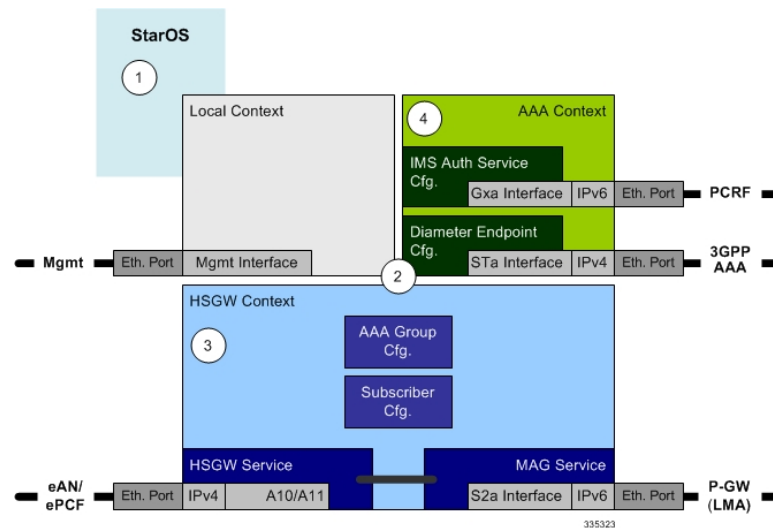 StarOS
1
Local Context
4
AAA Context
IMS Auth Service
Cfg.
Gxa Interface
IPv6
Eth. Port
PCRF
Diameter Endpoint
Cfg.
Mgmt
Eth. Port
Mgmt Interface
STa Interface
IPv4
Eth. Port
3GPP
AAA
2
HSGW Context
3
AAA Group
Cfg.
Subscriber
Cfg.
HSGW Service
MAG Service
eAN/
ePCF
Eth. Port
IPv4
A10/A11
S2a Interface
IPv6
Eth. Port
P-GW
(LMA)
335323